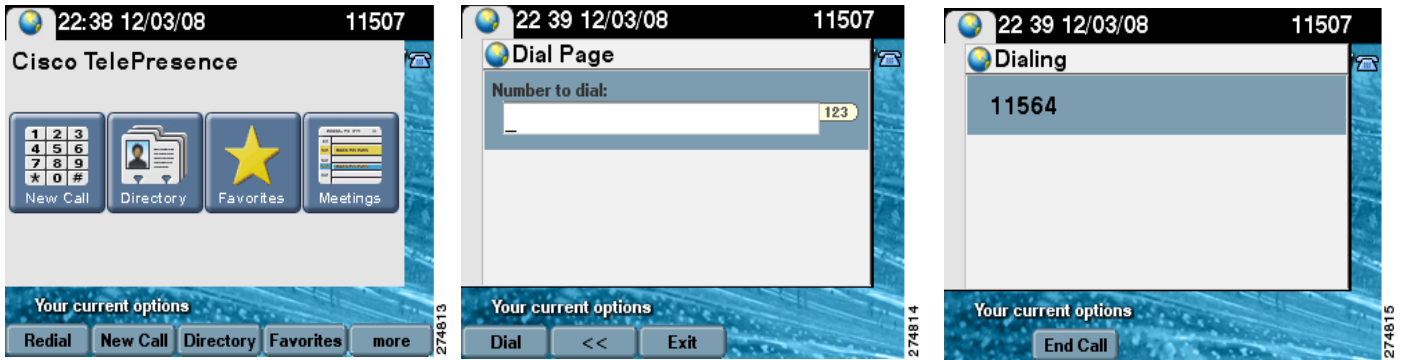 22:38 12/03/08 11507
Cisco TelePresence
1 2 3
4 5 6
7 8 9
* 0 #
New Call Directory Favorites Meetings
Your current options
Redial New Call Directory Favorites more
274813
22 39 12/03/08 11507
Dial Page
Number to dial:
123
Your current options
Dial << Exit
274814
22 39 12/03/08 11507
Dialing
11564
Your current options
End Call
274815